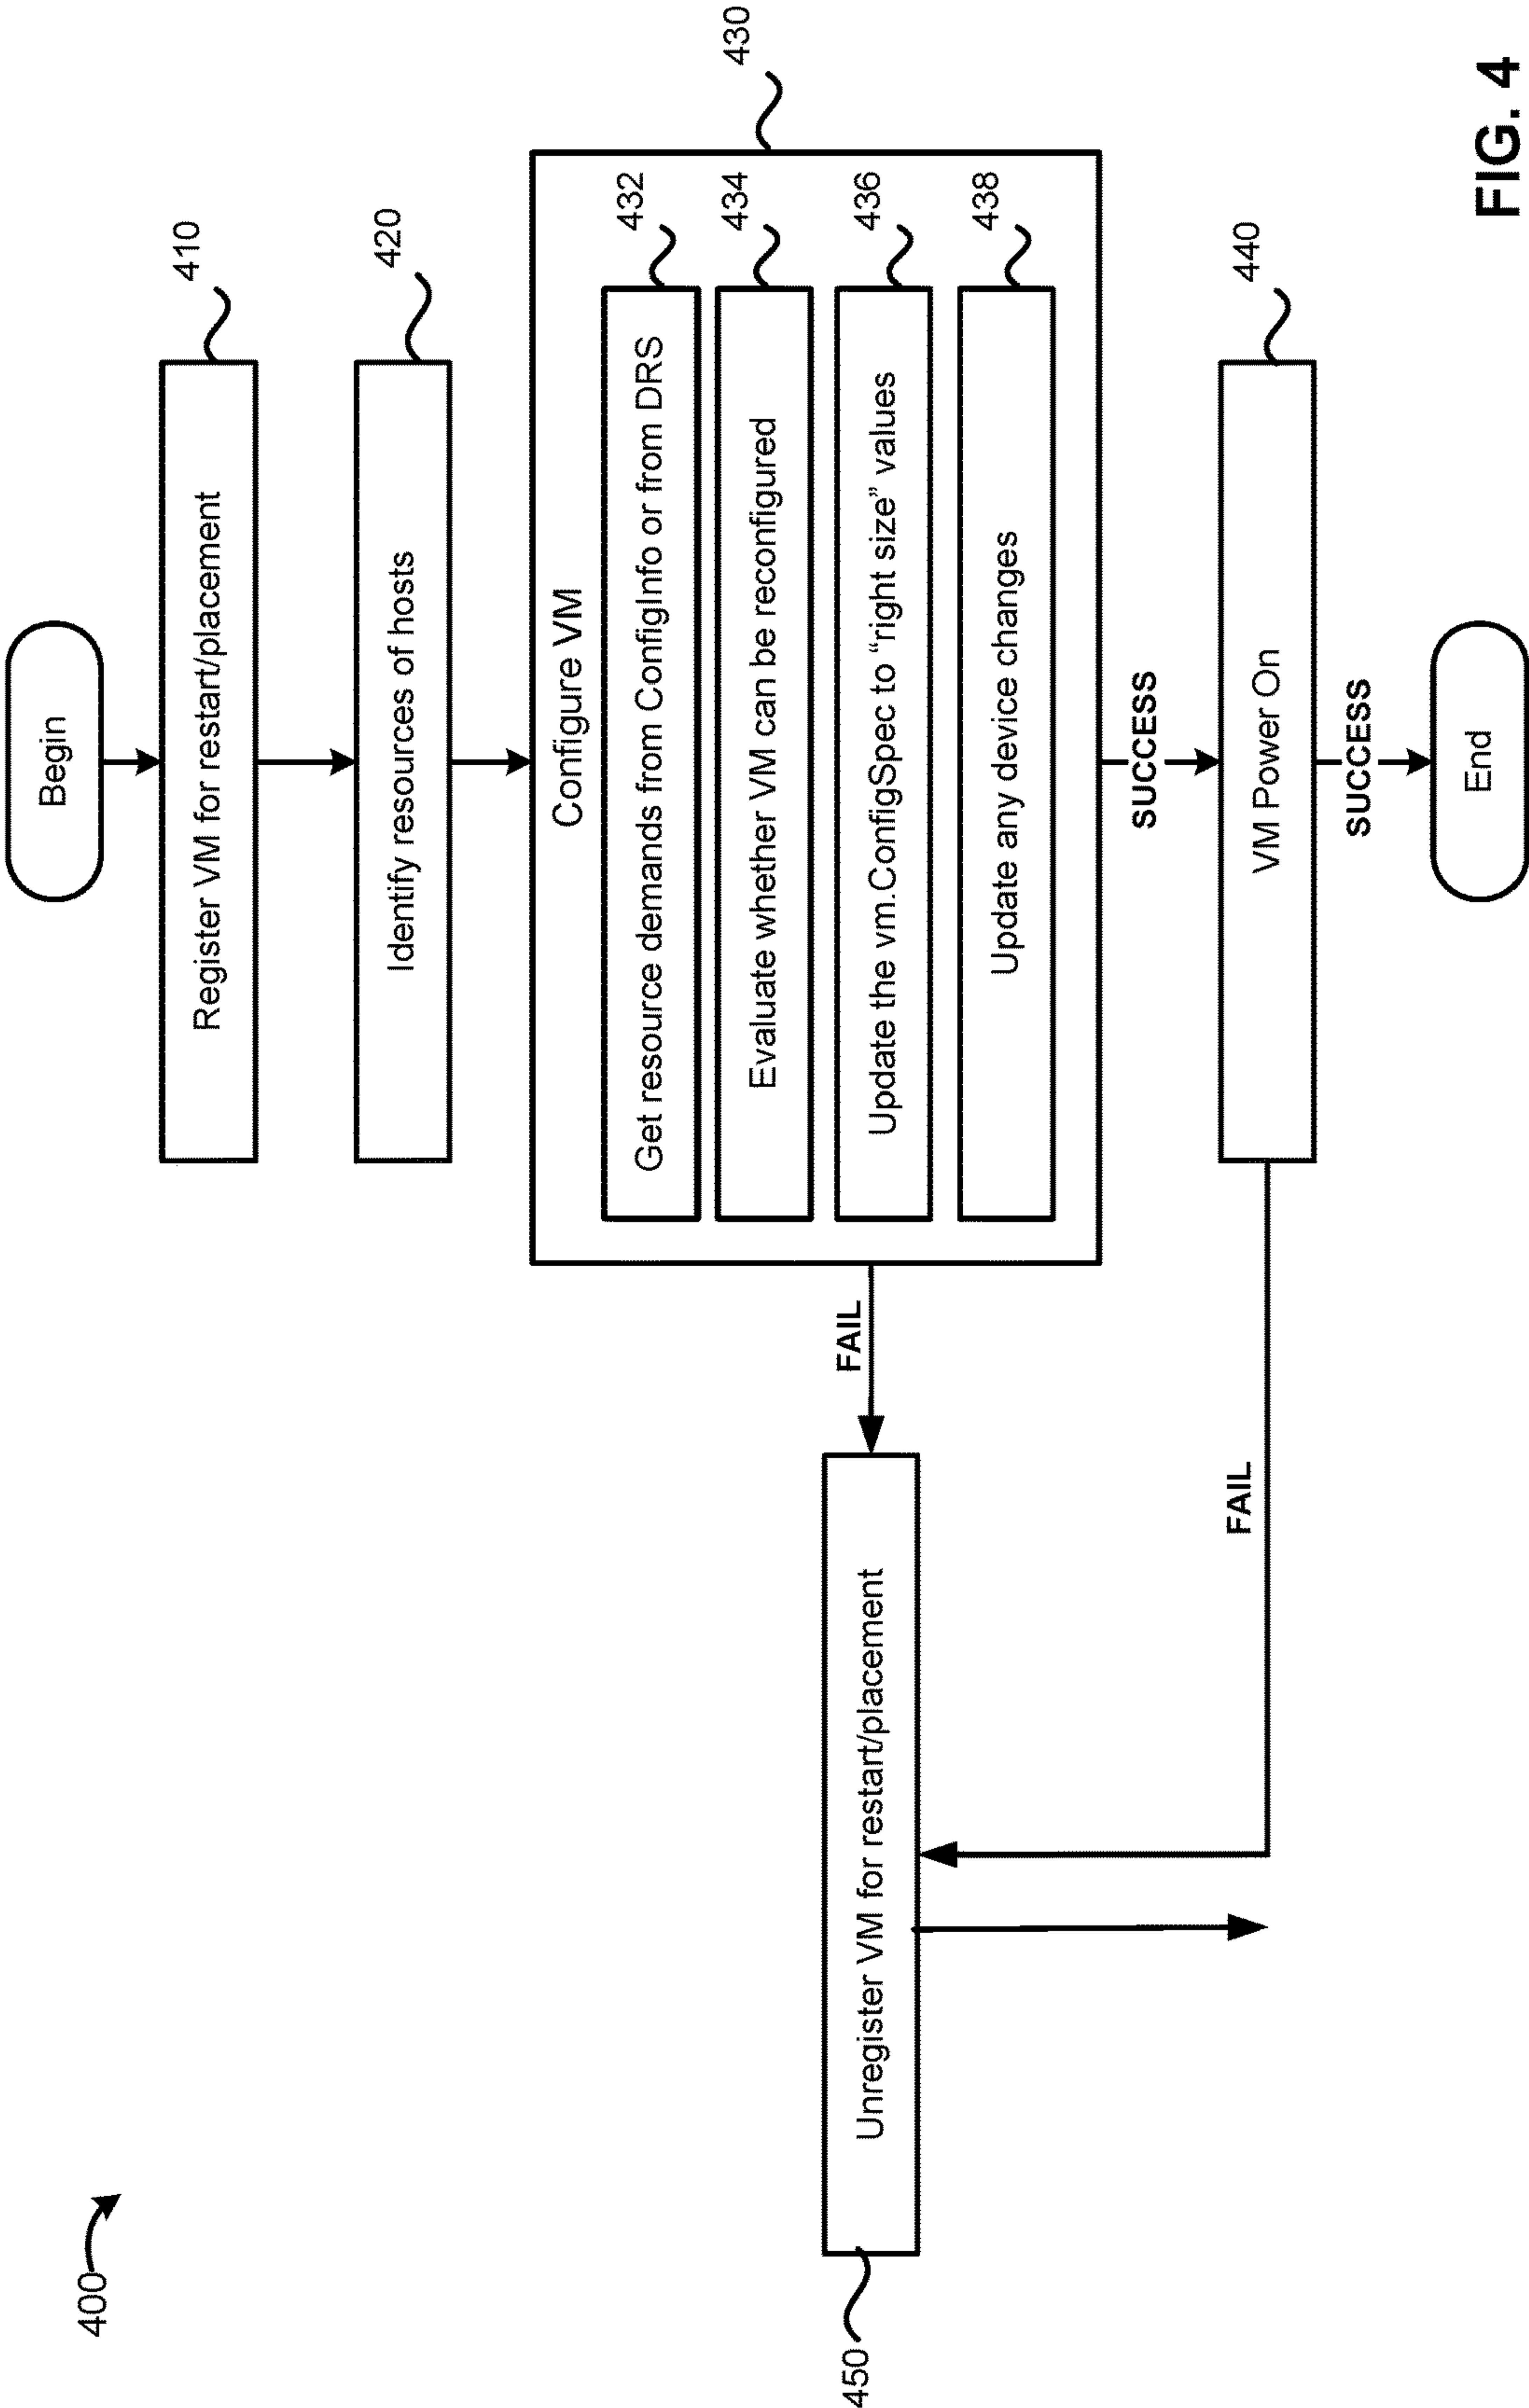 400
Begin
Register VM for restart/placement
410
Identify resources of hosts
420
430
Configure VM
Get resource demands from ConfigInfo or from DRS
432
Evaluate whether VM can be reconfigured
434
Update the vm.ConfigSpec to “right size” values
436
Update any device changes
438
FAIL
Unregister VM for restart/placement
450
SUCCESS
VM Power On
440
FAIL
SUCCESS
End
FIG. 4